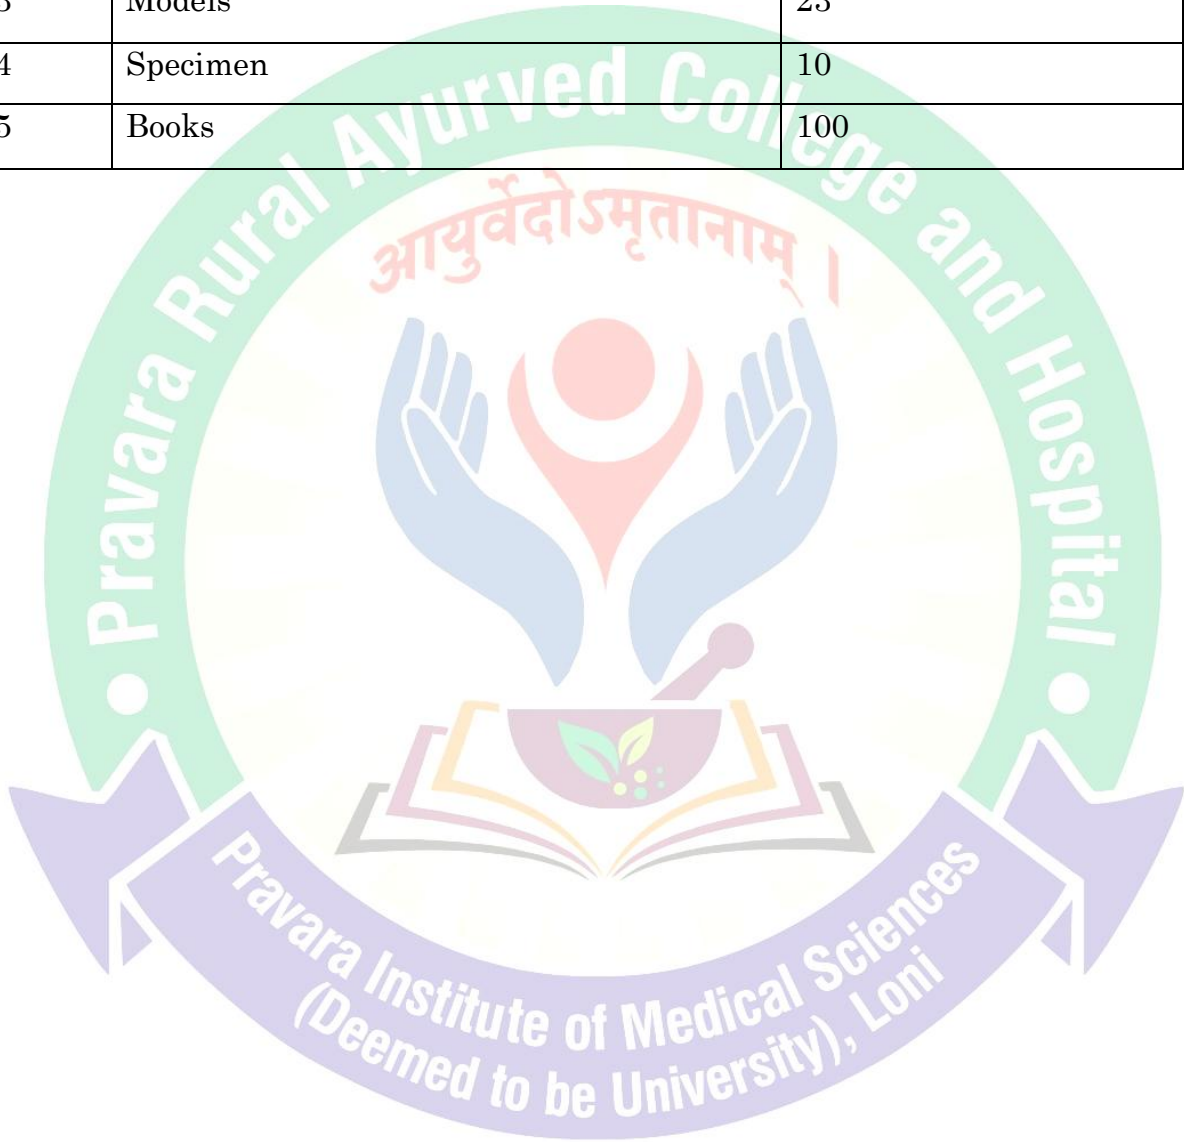 3 Models 25
4 Specimen 10
5 Books 100
• Pravara Rural Ayurved College and Hospital •
आयुर्वेदोऽमृतानाम् ।
Pravara Institute of Medical Sciences
(Deemed to be University), Loni